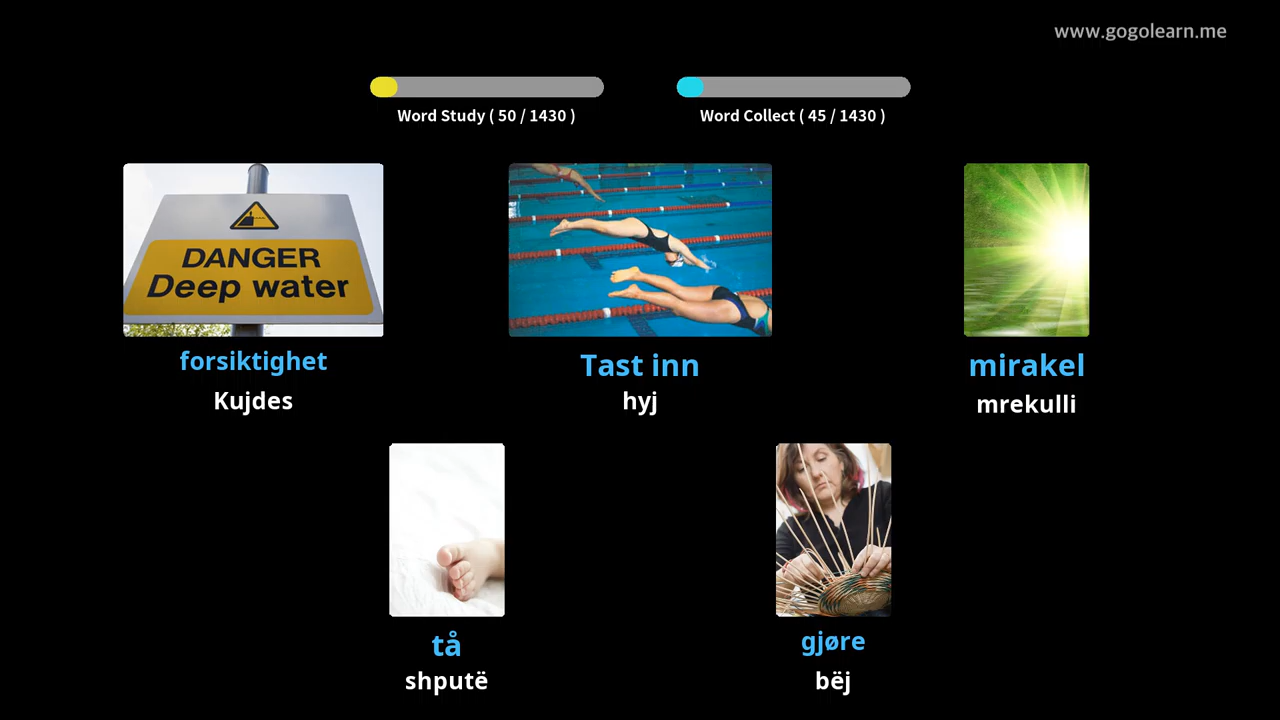 www.gogolearn.me
Word Study ( 50 / 1430 )
Word Collect ( 45 / 1430 )
DANGER
Deep water
forsiktighet
Kujdes
Tast inn
hyj
mirakel
mrekulli
tå
shputë
gjøre
bëj